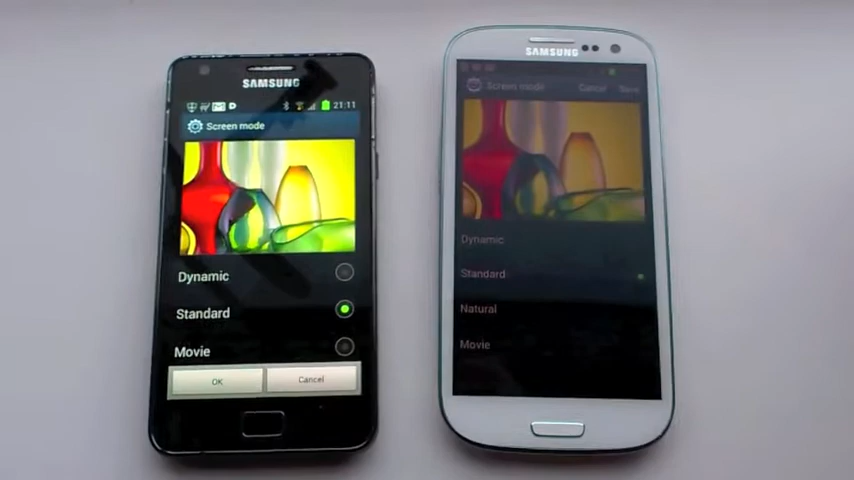 SAMSUNG
21:11
Screen mode
Dynamic
Standard
Movie
OK
Cancel
SAMSUNG
Screen mode
Cancel
Save
Dynamic
Standard
Natural
Movie